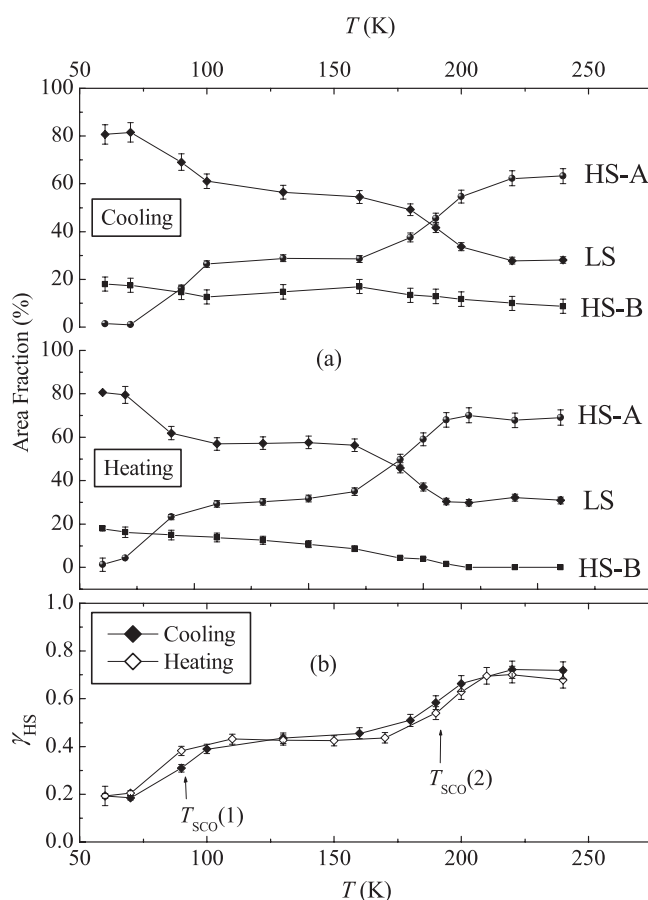 T (K)
50 100 150 200 250
100
80
60
40
20
0
Cooling
HS-A
LS
HS-B
(a)
Area Fraction (%)
80
60
40
20
0
Heating
HS-A
LS
HS-B
1.0
0.8
0.6
0.4
0.2
0.0
Cooling
Heating
(b)
γHS
TSCO(1)
TSCO(2)
50 100 150 200 250
T (K)